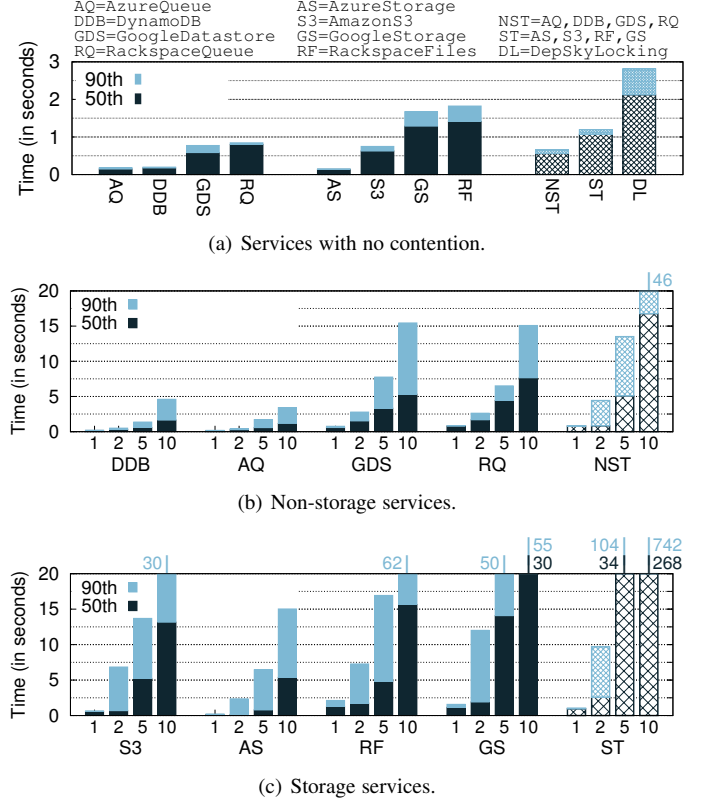 AQ=AzureQueue AS=AzureStorage
DDB=DynamoDB S3=AmazonS3 NST=AQ,DDB,GDS,RQ
GDS=GoogleDatastore GS=GoogleStorage ST=AS,S3,RF,GS
RQ=RackspaceQueue RF=RackspaceFiles DL=DepSkyLocking
Time (in seconds)
3
2
1
0
90th
50th
AQ DDB GDS RQ AS S3 GS RF NST ST DL
(a) Services with no contention.
46
Time (in seconds)
20
15
10
5
0
90th
50th
1 2 5 10 1 2 5 10 1 2 5 10 1 2 5 10 1 2 5 10
DDB AQ GDS RQ NST
(b) Non-storage services.
55 104 742
30 62 50 30 34 268
Time (in seconds)
20
15
10
5
0
90th
50th
1 2 5 10 1 2 5 10 1 2 5 10 1 2 5 10 1 2 5 10
S3 AS RF GS ST
(c) Storage services.